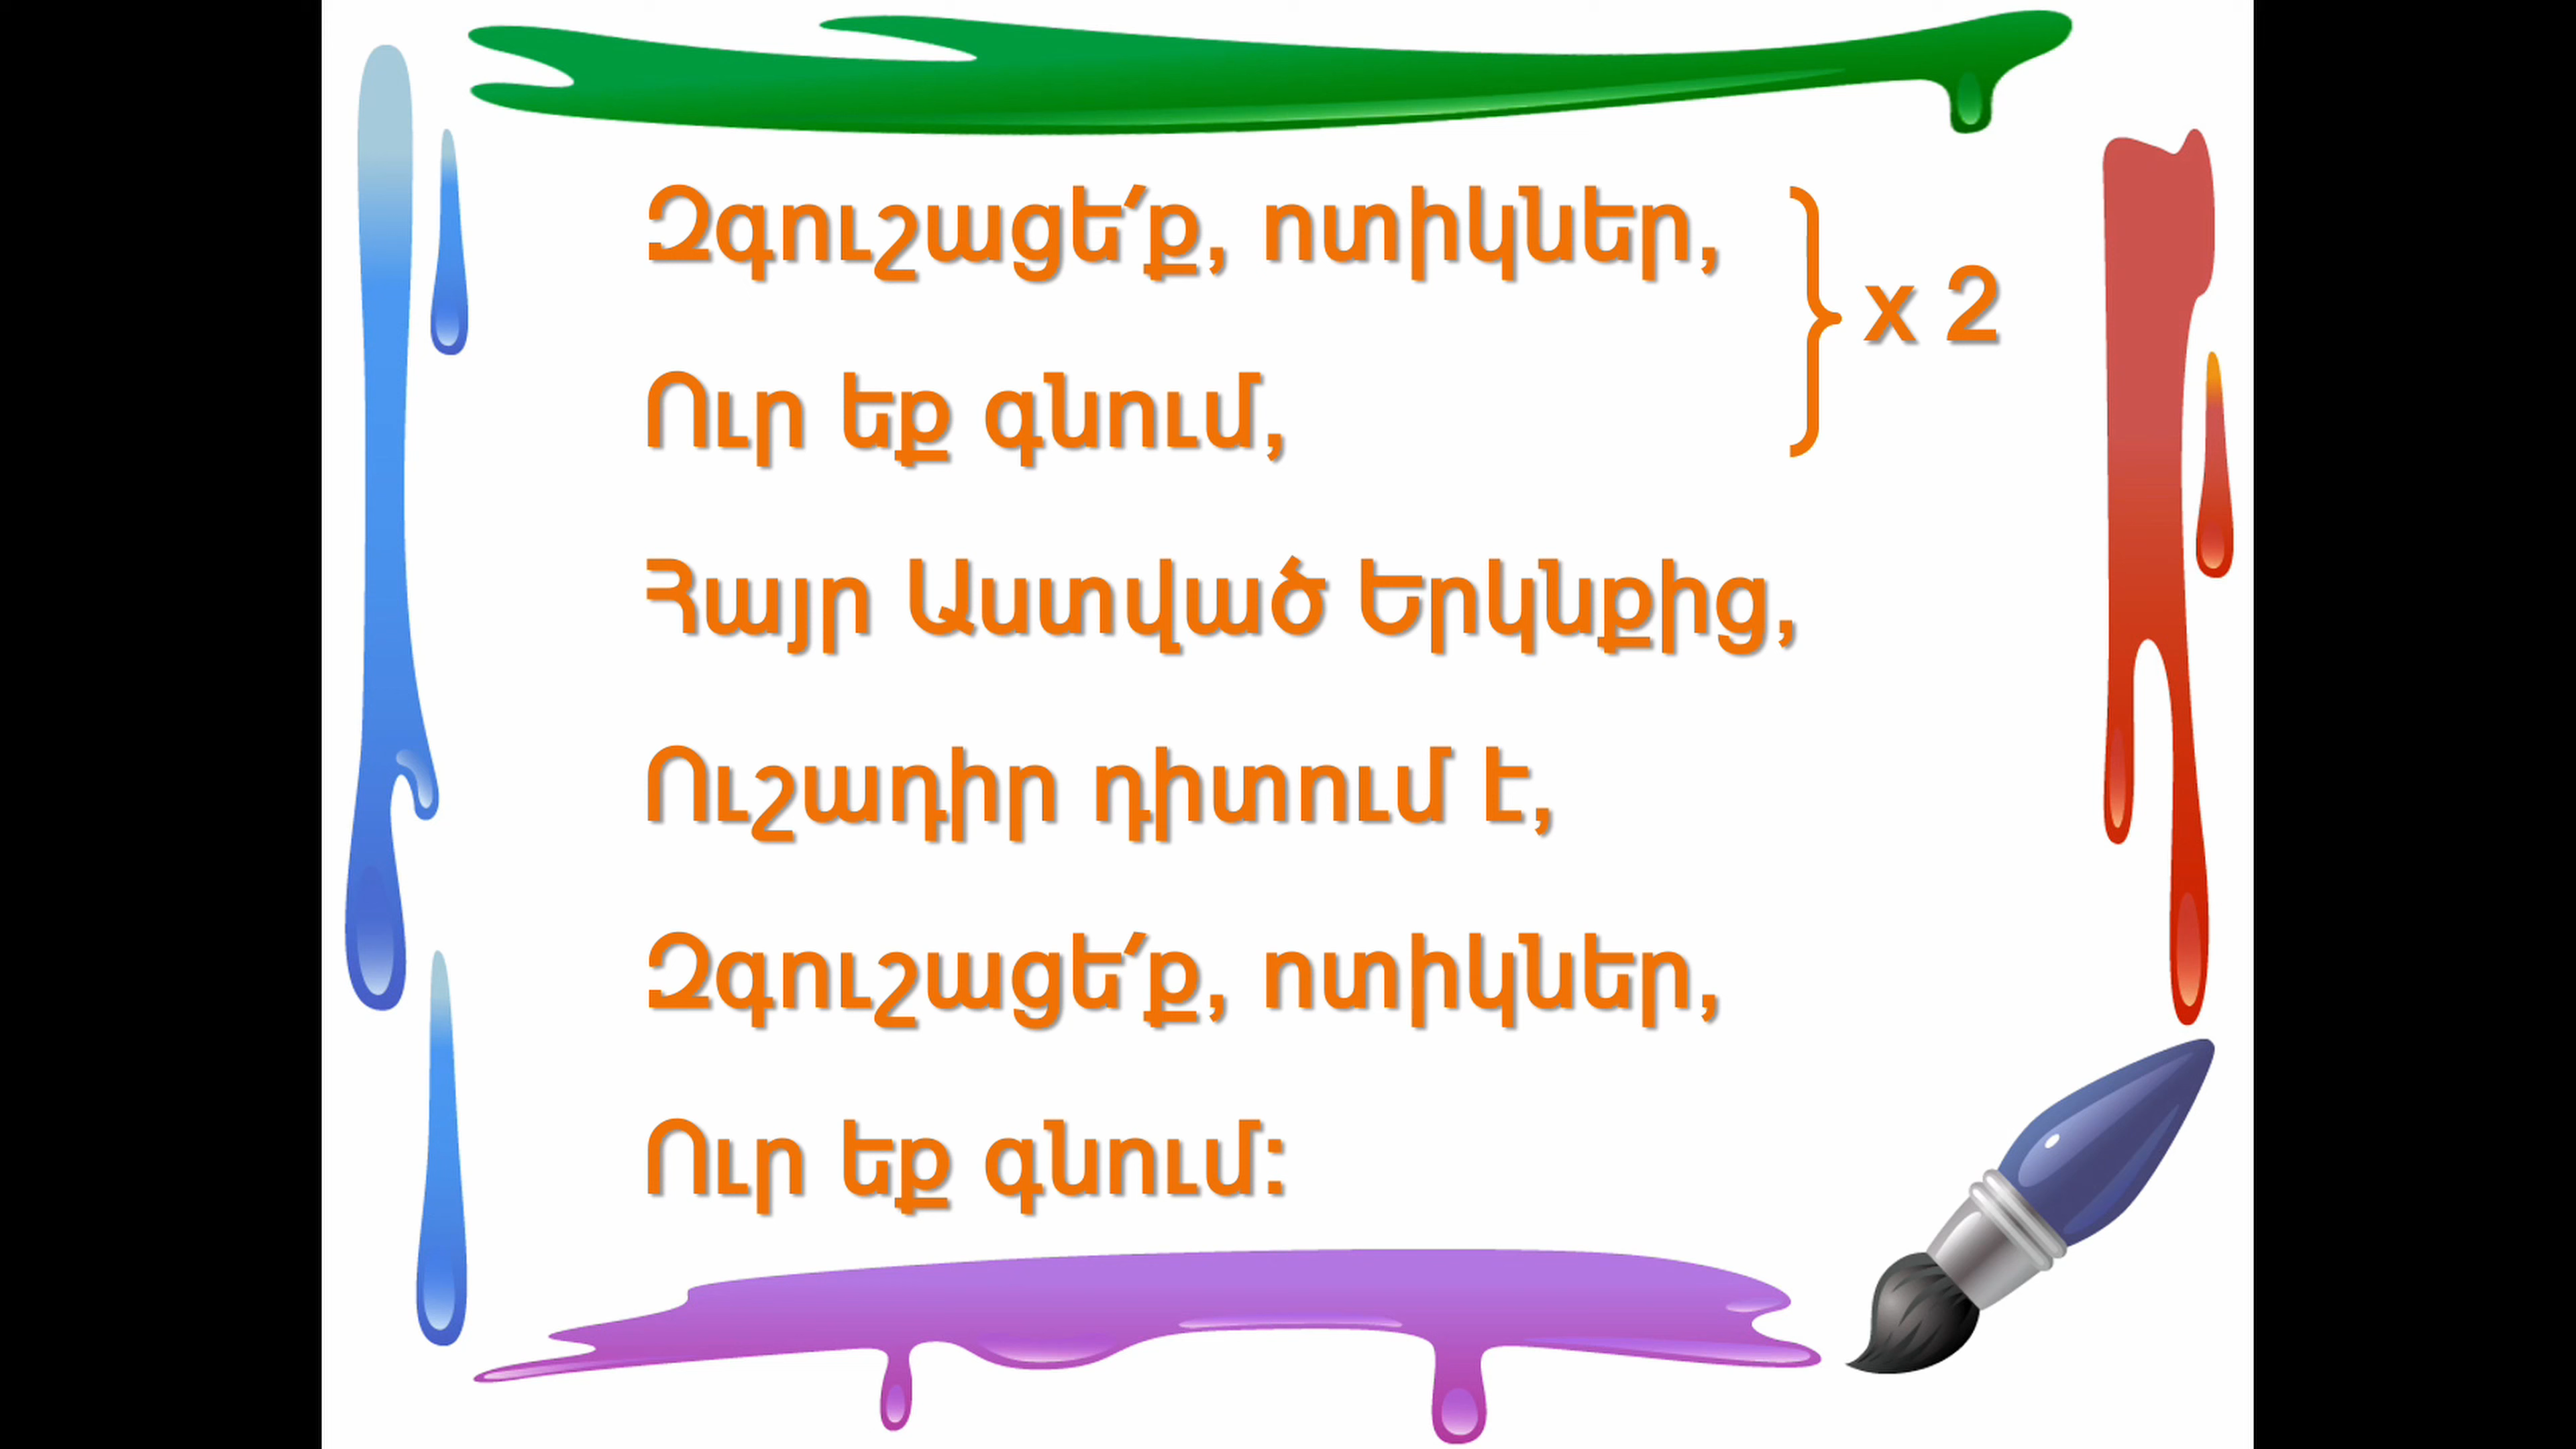 Զգուշացե՛ք, ոտիկներ,
x 2
Ուր եք գնում,
Հայր Աստված Երկնքից,
Ուշադիր դիտում է,
Զգուշացե՛ք, ոտիկներ,
Ուր եք գնում: